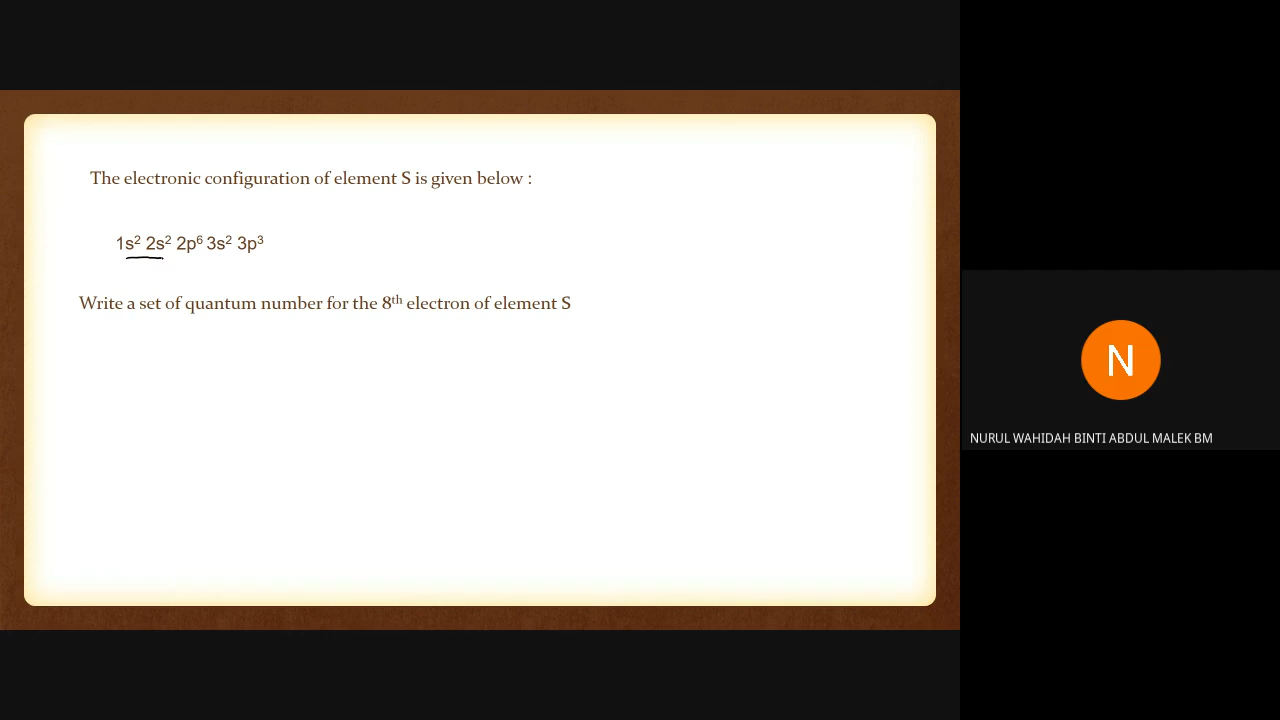 The electronic configuration of element S is given below :
1s² 2s² 2p⁶ 3s² 3p³
Write a set of quantum number for the 8ᵗʰ electron of element S
N
NURUL WAHIDAH BINTI ABDUL MALEK BM